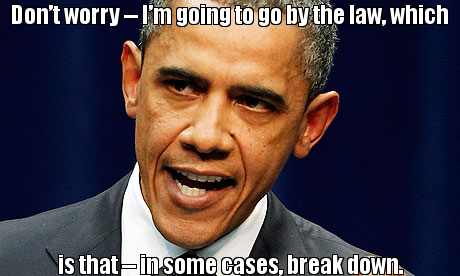 Don't worry – I'm going to go by the law, which
is that – in some cases, break down.